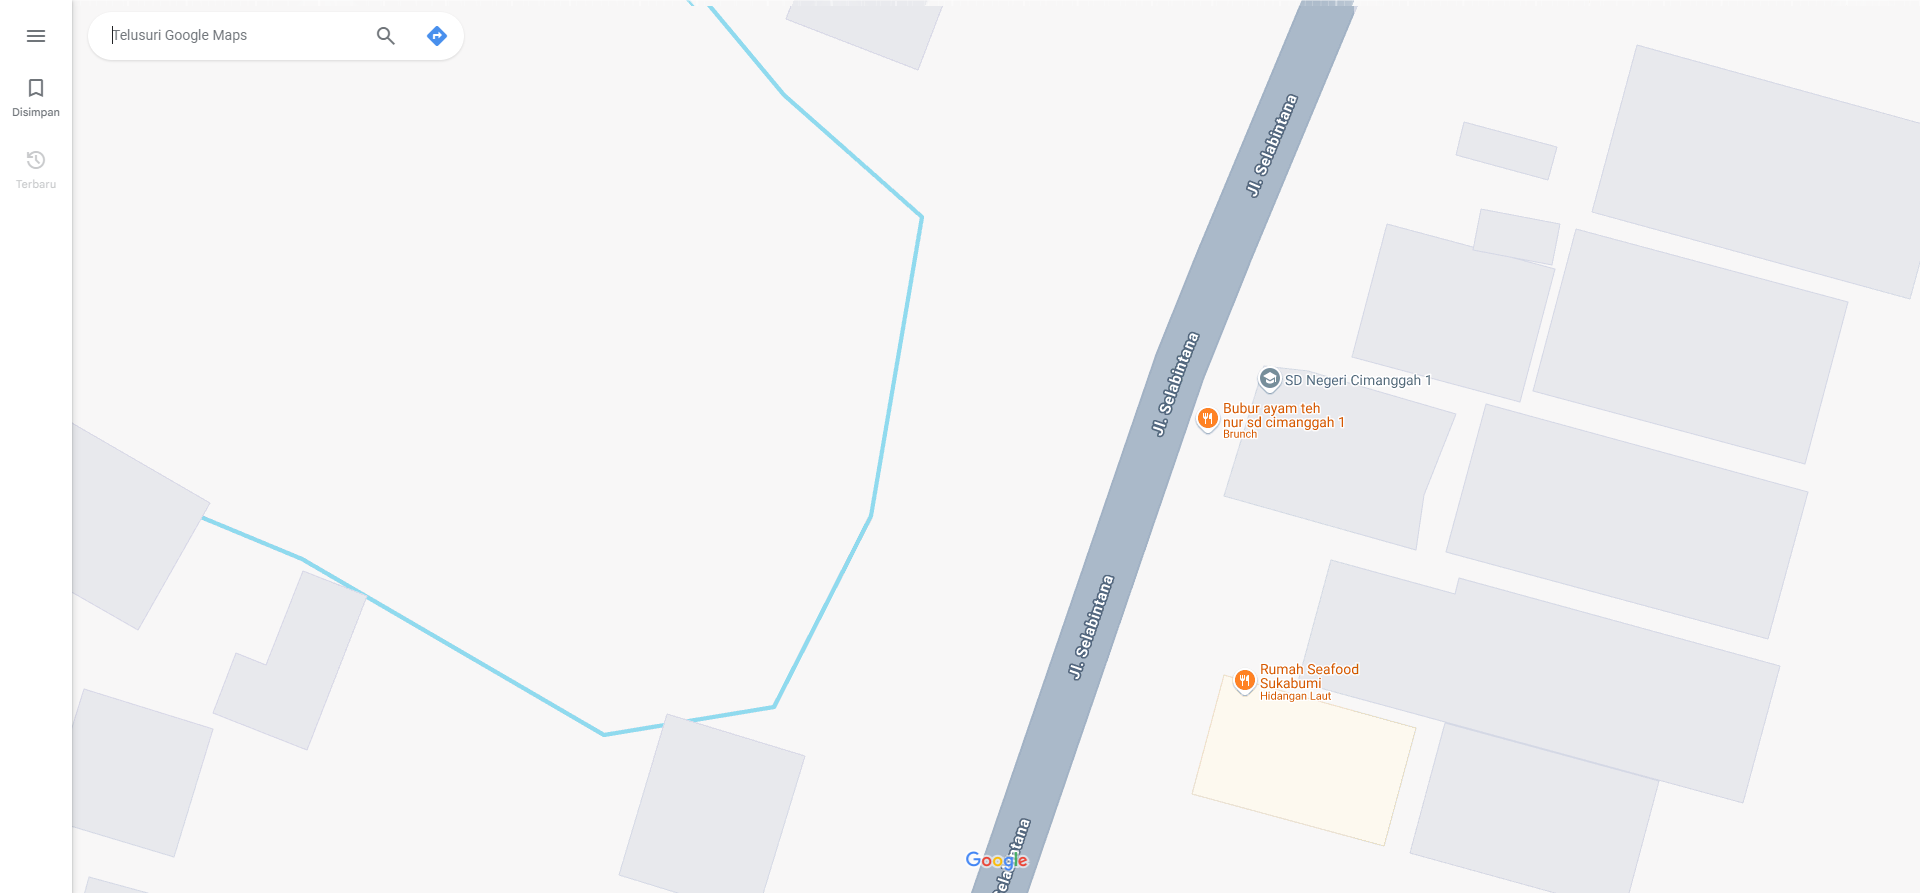 Telusuri Google Maps
Disimpan
Terbaru
Jl. Selabintana
Jl. Selabintana
SD Negeri Cimanggah 1
Bubur ayam teh
nur sd cimanggah 1
Brunch
Jl. Selabintana
Rumah Seafood
Sukabumi
Hidangan Laut
Google